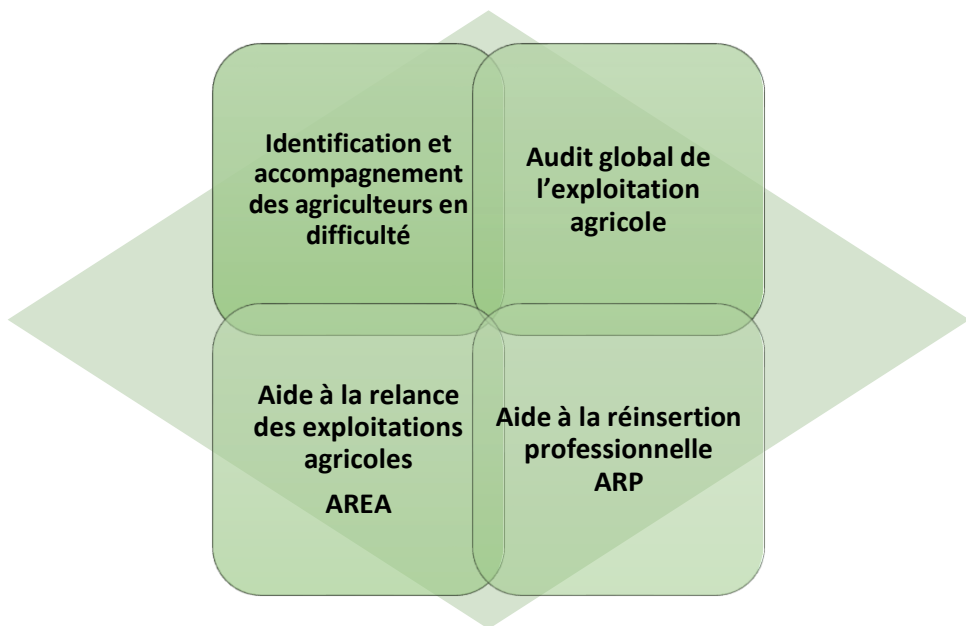 Identification et
accompagnement
des agriculteurs en
difficulté
Audit global de
l’exploitation
agricole
Aide à la relance
des exploitations
agricoles
AREA
Aide à la réinsertion
professionnelle
ARP